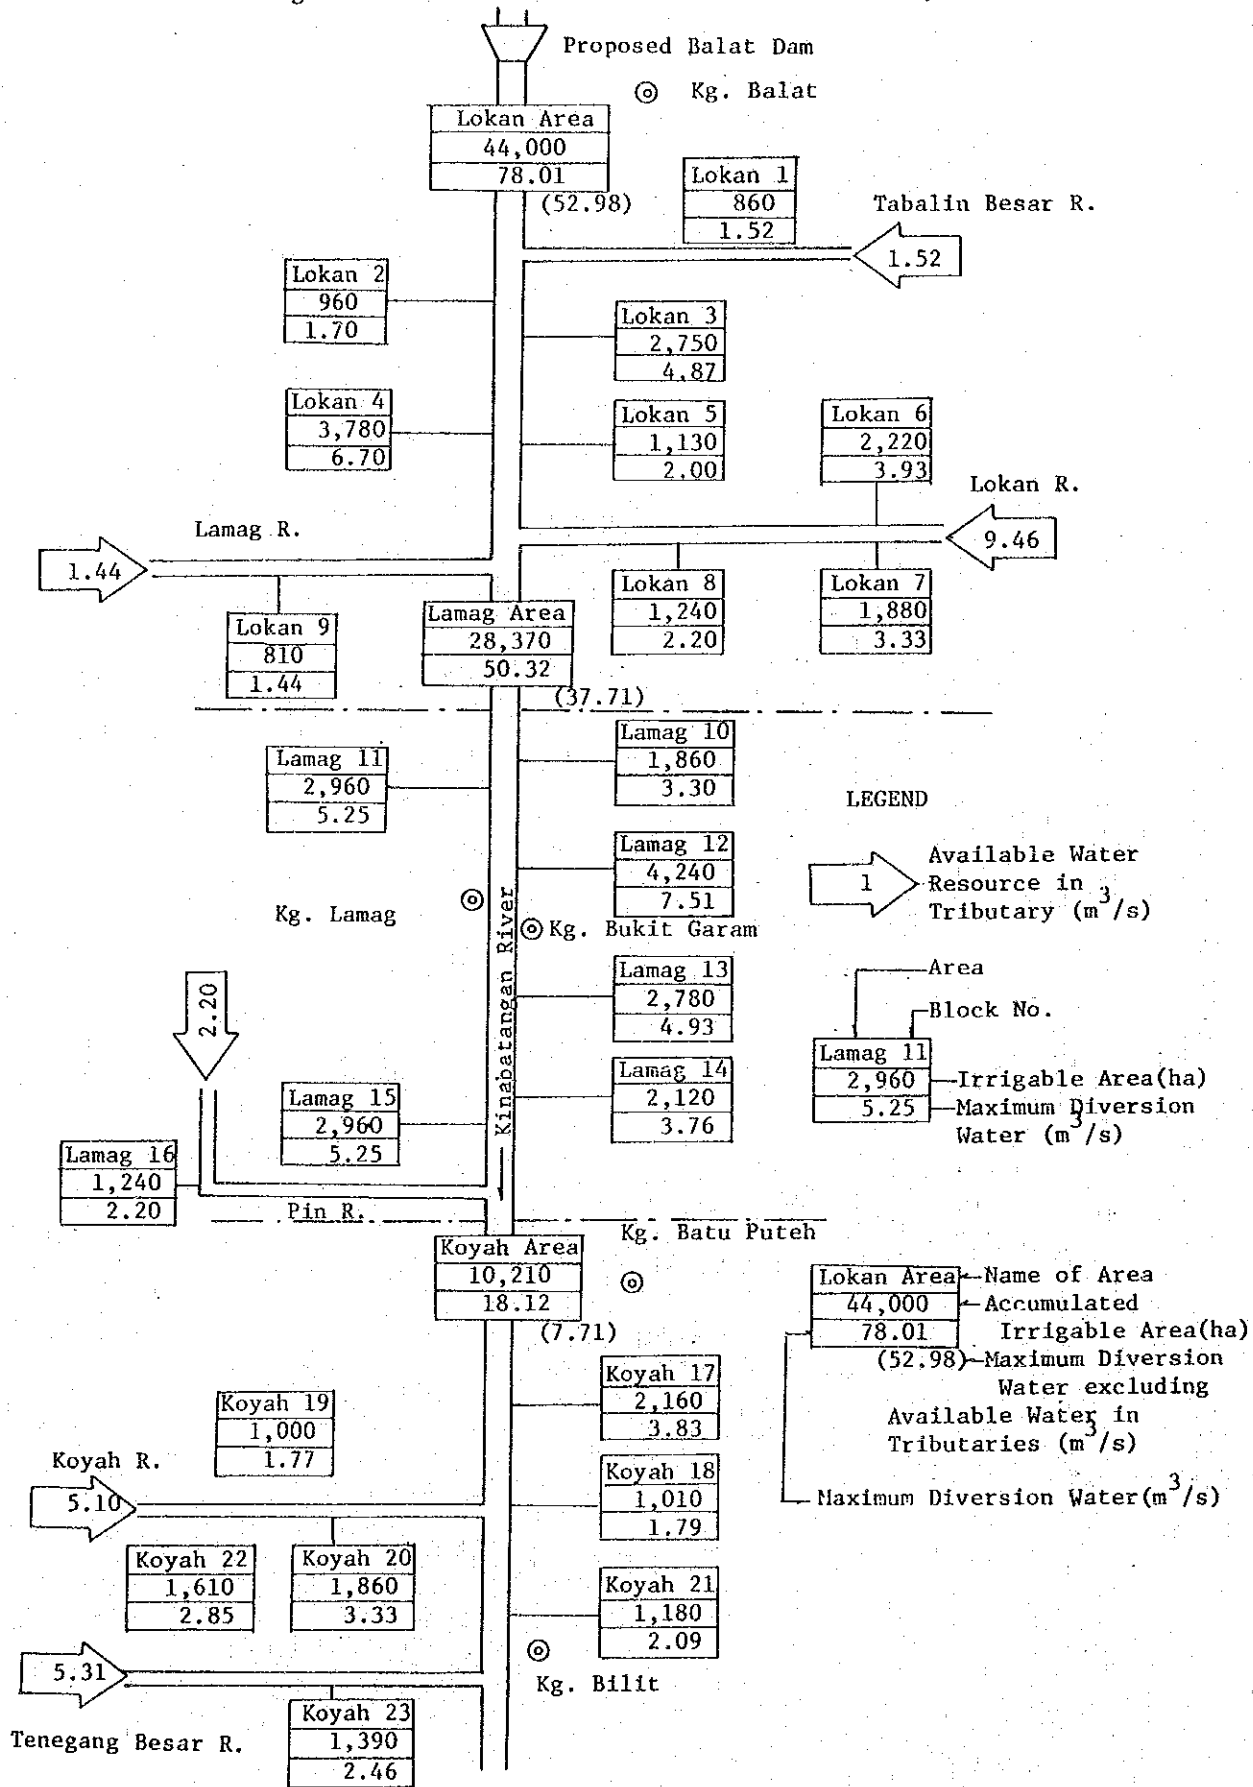 Proposed Balat Dam
Kg. Balat
Lokan Area
44,000
78.01
(52.98)
Lokan 1
860
1.52
Tabalin Besar R.
1.52
Lokan 2
960
1.70
Lokan 3
2,750
4.87
Lokan 4
3,780
6.70
Lokan 5
1,130
2.00
Lokan 6
2,220
3.93
Lokan R.
9.46
Lamag R.
1.44
Lokan 9
810
1.44
Lamag Area
28,370
50.32
(37.71)
Lokan 8
1,240
2.20
Lokan 7
1,880
3.33
Lamag 10
1,860
3.30
Lamag 11
2,960
5.25
Lamag 12
4,240
7.51
Kg. Lamag
Kg. Bukit Garam
Kinabatangan River
Lamag 13
2,780
4.93
Lamag 14
2,120
3.76
2.20
Lamag 15
2,960
5.25
Lamag 16
1,240
2.20
Pin R.
Kg. Batu Puteh
Koyah Area
10,210
18.12
(7.71)
Koyah 17
2,160
3.83
Koyah 19
1,000
1.77
Koyah R.
5.10
Koyah 18
1,010
1.79
Koyah 22
1,610
2.85
Koyah 20
1,860
3.33
Koyah 21
1,180
2.09
5.31
Kg. Bilit
Tenegang Besar R.
Koyah 23
1,390
2.46
LEGEND
1
Available Water
Resource in
Tributary (m3/s)
Area
Block No.
Lamag 11
2,960
5.25
Irrigable Area(ha)
Maximum Diversion
Water (m3/s)
Lokan Area
44,000
78.01
(52.98)
Name of Area
Accumulated
Irrigable Area(ha)
Maximum Diversion
Water excluding
Available Water in
Tributaries (m3/s)
Maximum Diversion Water(m3/s)